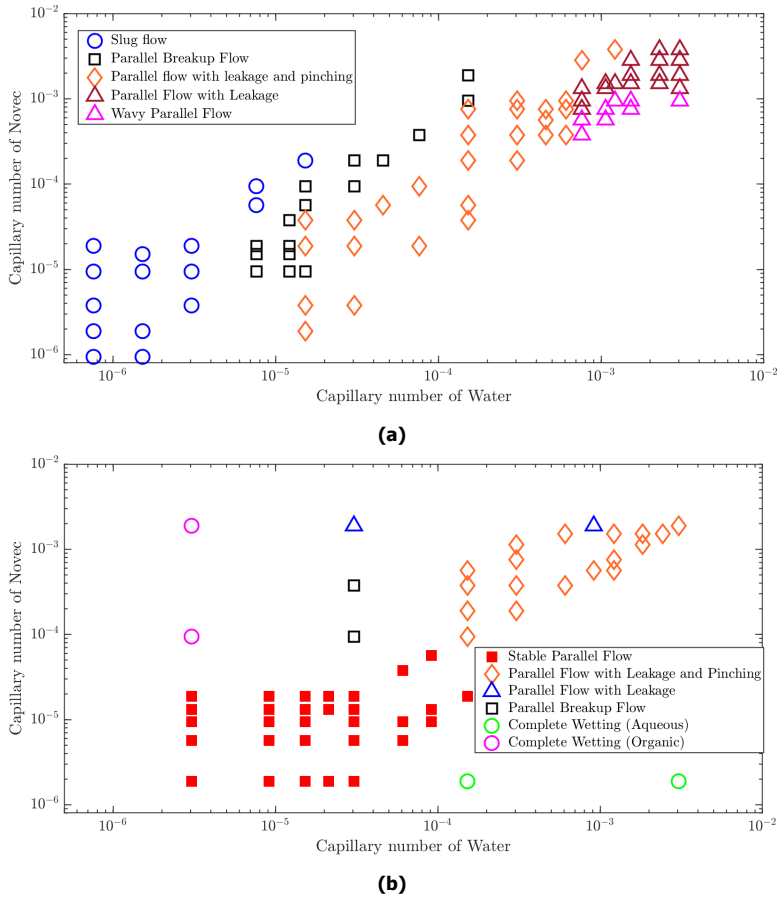 10⁻²
10⁻³
10⁻⁴
10⁻⁵
10⁻⁶
Capillary number of Novec
Slug flow
Parallel Breakup Flow
Parallel flow with leakage and pinching
Parallel Flow with Leakage
Wavy Parallel Flow
10⁻⁶ 10⁻⁵ 10⁻⁴ 10⁻³ 10⁻²
Capillary number of Water
(a)
10⁻²
10⁻³
10⁻⁴
10⁻⁵
10⁻⁶
Capillary number of Novec
Stable Parallel Flow
Parallel Flow with Leakage and Pinching
Parallel Flow with Leakage
Parallel Breakup Flow
Complete Wetting (Aqueous)
Complete Wetting (Organic)
10⁻⁶ 10⁻⁵ 10⁻⁴ 10⁻³ 10⁻²
Capillary number of Water
(b)